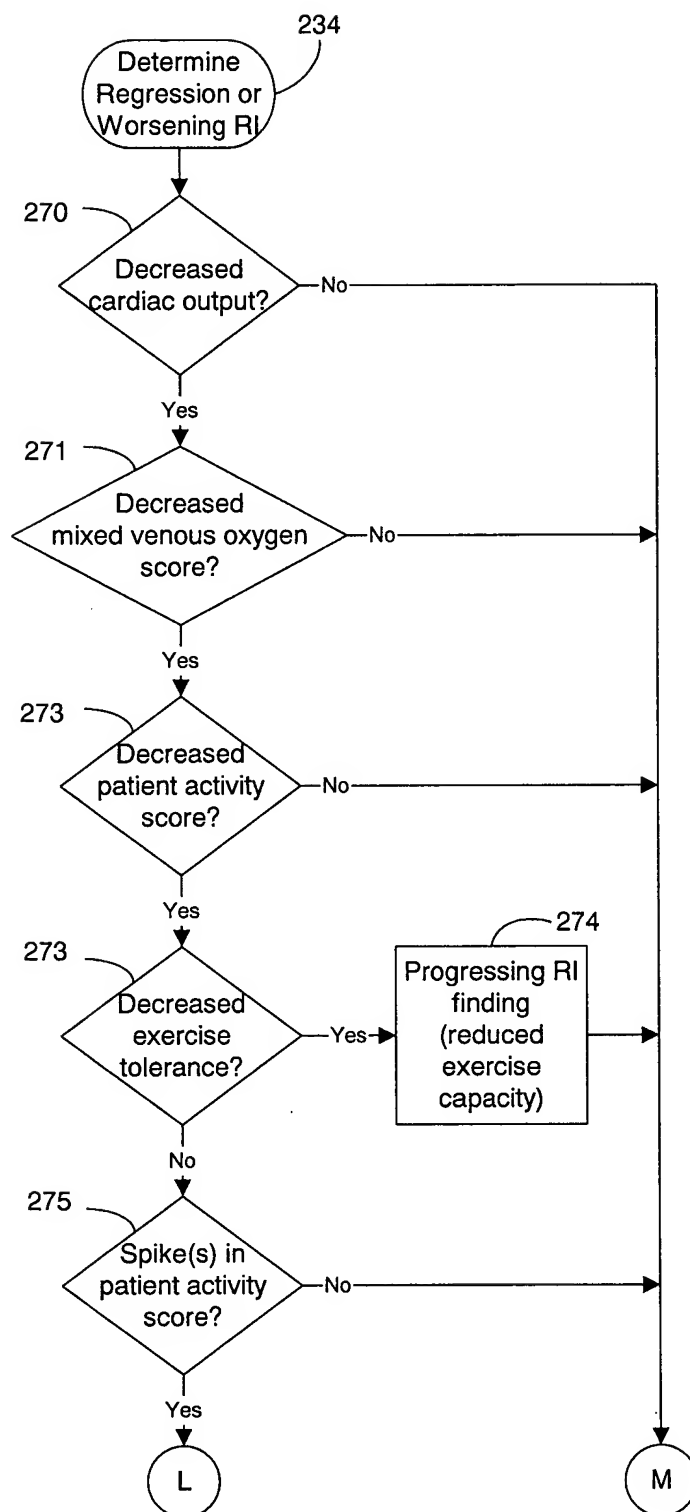 234
Determine
Regression or
Worsening RI
270
Decreased
cardiac output?
No
Yes
271
Decreased
mixed venous oxygen
score?
No
Yes
273
Decreased
patient activity
score?
No
Yes
273
Decreased
exercise
tolerance?
Yes
274
Progressing RI
finding
(reduced
exercise
capacity)
No
275
Spike(s) in
patient activity
score?
No
Yes
L
M